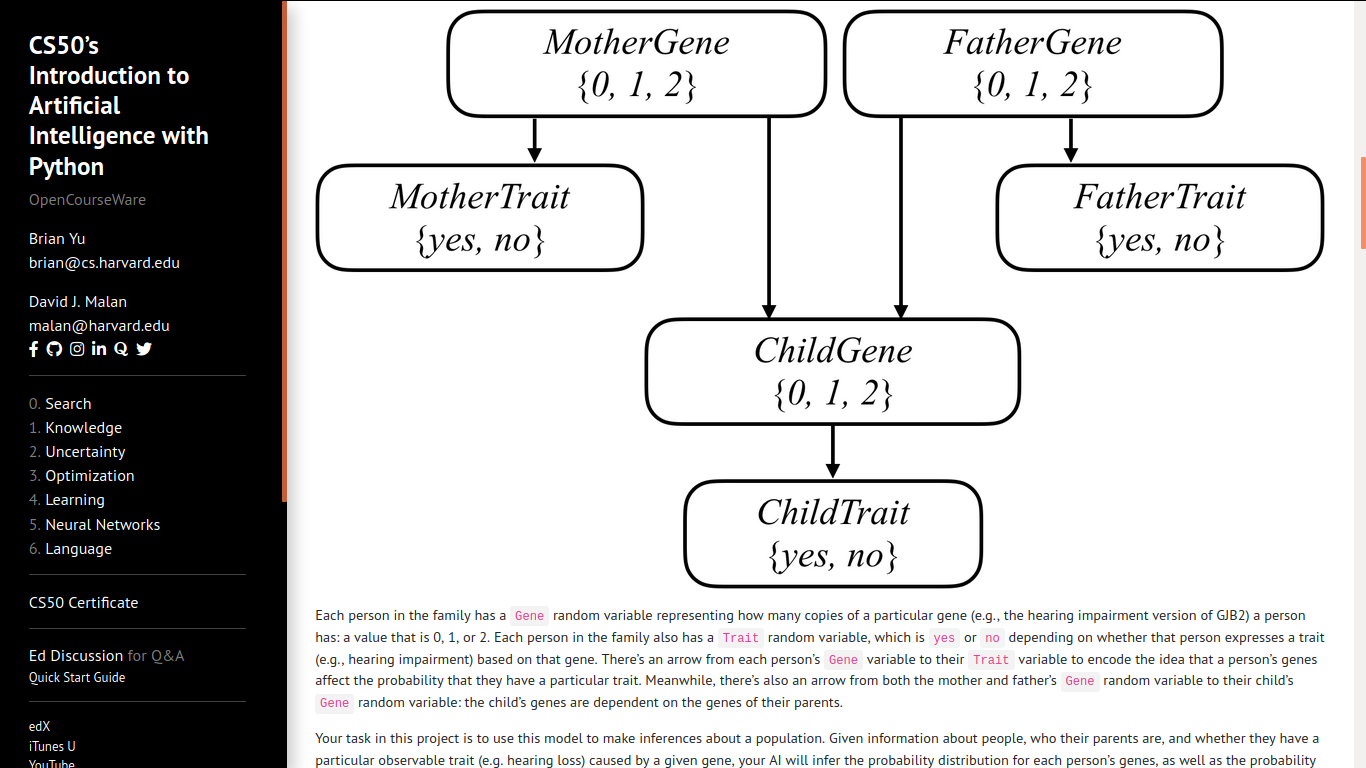 CS50’s
Introduction to
Artificial
Intelligence with
Python
OpenCourseWare
Brian Yu
brian@cs.harvard.edu
David J. Malan
malan@harvard.edu
0. Search
1. Knowledge
2. Uncertainty
3. Optimization
4. Learning
5. Neural Networks
6. Language
CS50 Certificate
Ed Discussion for Q&A
Quick Start Guide
edX
iTunes U
YouTube
MotherGene
{0, 1, 2}
FatherGene
{0, 1, 2}
MotherTrait
{yes, no}
FatherTrait
{yes, no}
ChildGene
{0, 1, 2}
ChildTrait
{yes, no}
Each person in the family has a Gene random variable representing how many copies of a particular gene (e.g., the hearing impairment version of GJB2) a person
has: a value that is 0, 1, or 2. Each person in the family also has a Trait random variable, which is yes or no depending on whether that person expresses a trait
(e.g., hearing impairment) based on that gene. There’s an arrow from each person’s Gene variable to their Trait variable to encode the idea that a person’s genes
affect the probability that they have a particular trait. Meanwhile, there’s also an arrow from both the mother and father’s Gene random variable to their child’s
Gene random variable: the child’s genes are dependent on the genes of their parents.
Your task in this project is to use this model to make inferences about a population. Given information about people, who their parents are, and whether they have a
particular observable trait (e.g. hearing loss) caused by a given gene, your AI will infer the probability distribution for each person’s genes, as well as the probability